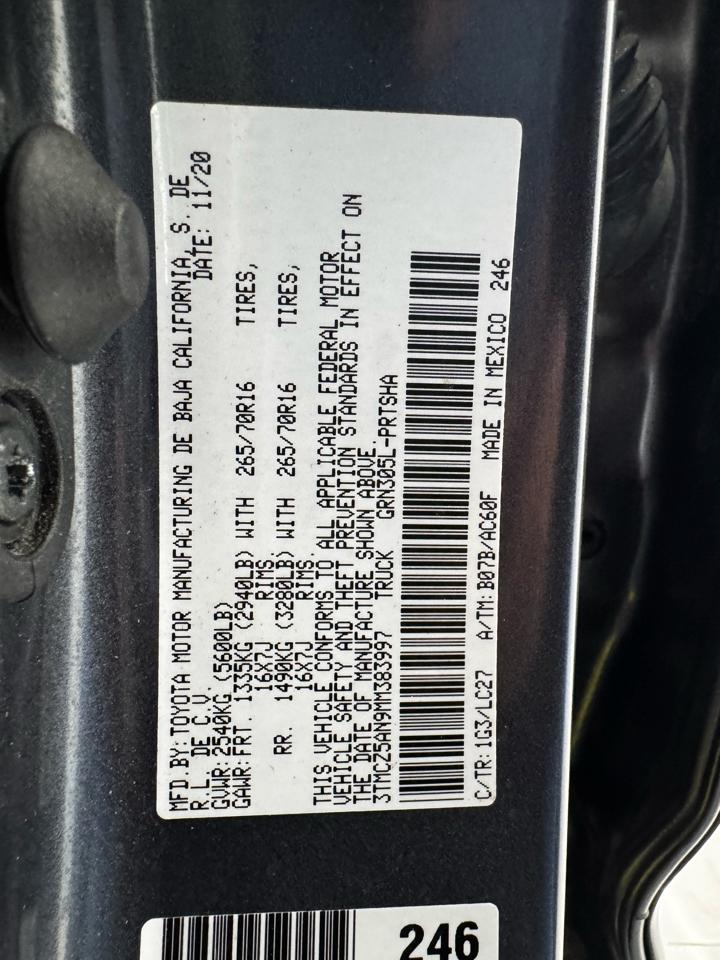 MFD.BY:TOYOTA MOTOR MANUFACTURING DE BAJA CALIFORNIA, S. DE
R.L. DE C.V. DATE: 11/20
GVWR:2540KG (5600LB)
GAWR:FRT. 1335KG (2940LB) WITH 265/70R16 TIRES,
16X7J RIMS
RR. 1490KG (3280LB) WITH 265/70R16 TIRES,
16X7J RIMS
THIS VEHICLE CONFORMS TO ALL APPLICABLE FEDERAL MOTOR
VEHICLE SAFETY AND THEFT PREVENTION STANDARDS IN EFFECT ON
THE DATE OF MANUFACTURE SHOWN ABOVE.
3TMCZ5AN9MM383997 TRUCK GRN305L-PRTSHA
C/TR:1G3/LC27 A/TM:B07B/AC60F MADE IN MEXICO 246
246